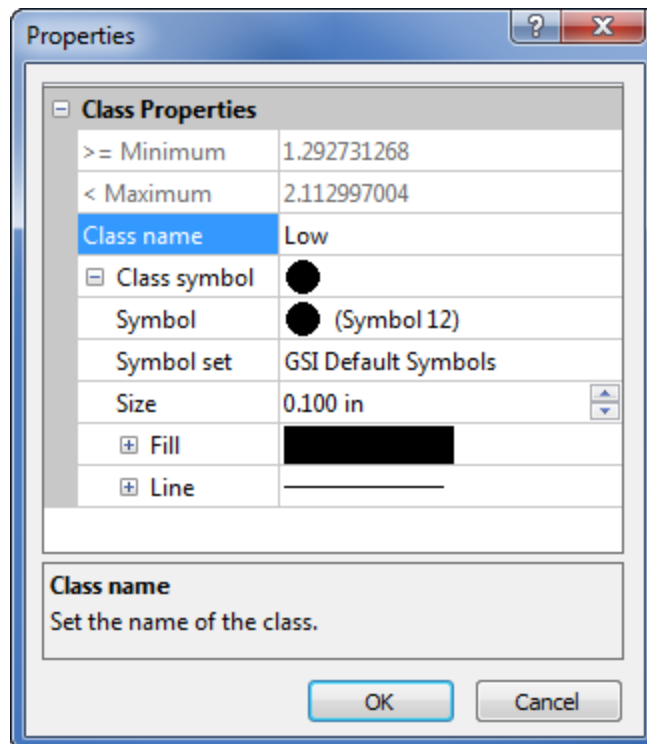 Properties
?
Class Properties
>= Minimum 1.292731268
< Maximum 2.112997004
Class name Low
Class symbol
Symbol (Symbol 12)
Symbol set GSI Default Symbols
Size 0.100 in
Fill
Line
Class name
Set the name of the class.
OK Cancel